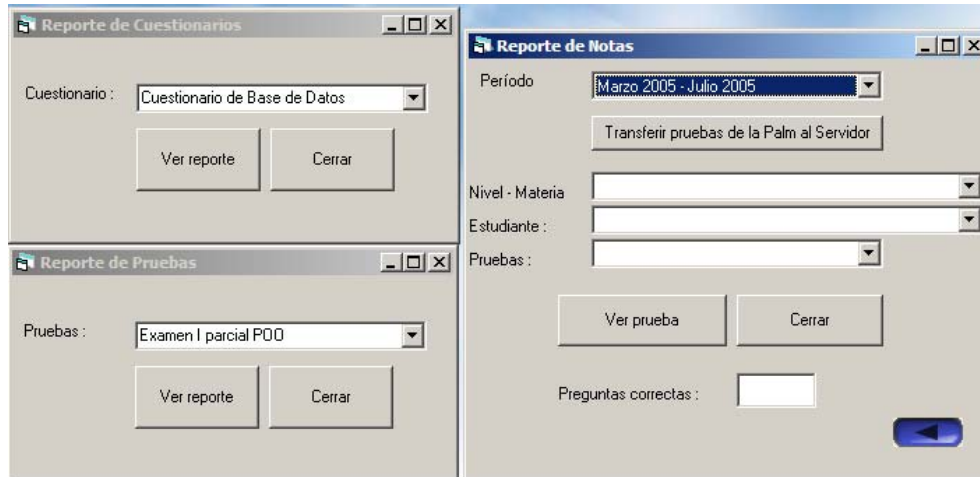 Reporte de Cuestionarios
Cuestionario : Cuestionario de Base de Datos
Ver reporte Cerrar
Reporte de Pruebas
Pruebas : Examen I parcial POO
Ver reporte Cerrar
Reporte de Notas
Período Marzo 2005 - Julio 2005
Transferir pruebas de la Palm al Servidor
Nivel - Materia
Estudiante :
Pruebas :
Ver prueba Cerrar
Preguntas correctas :